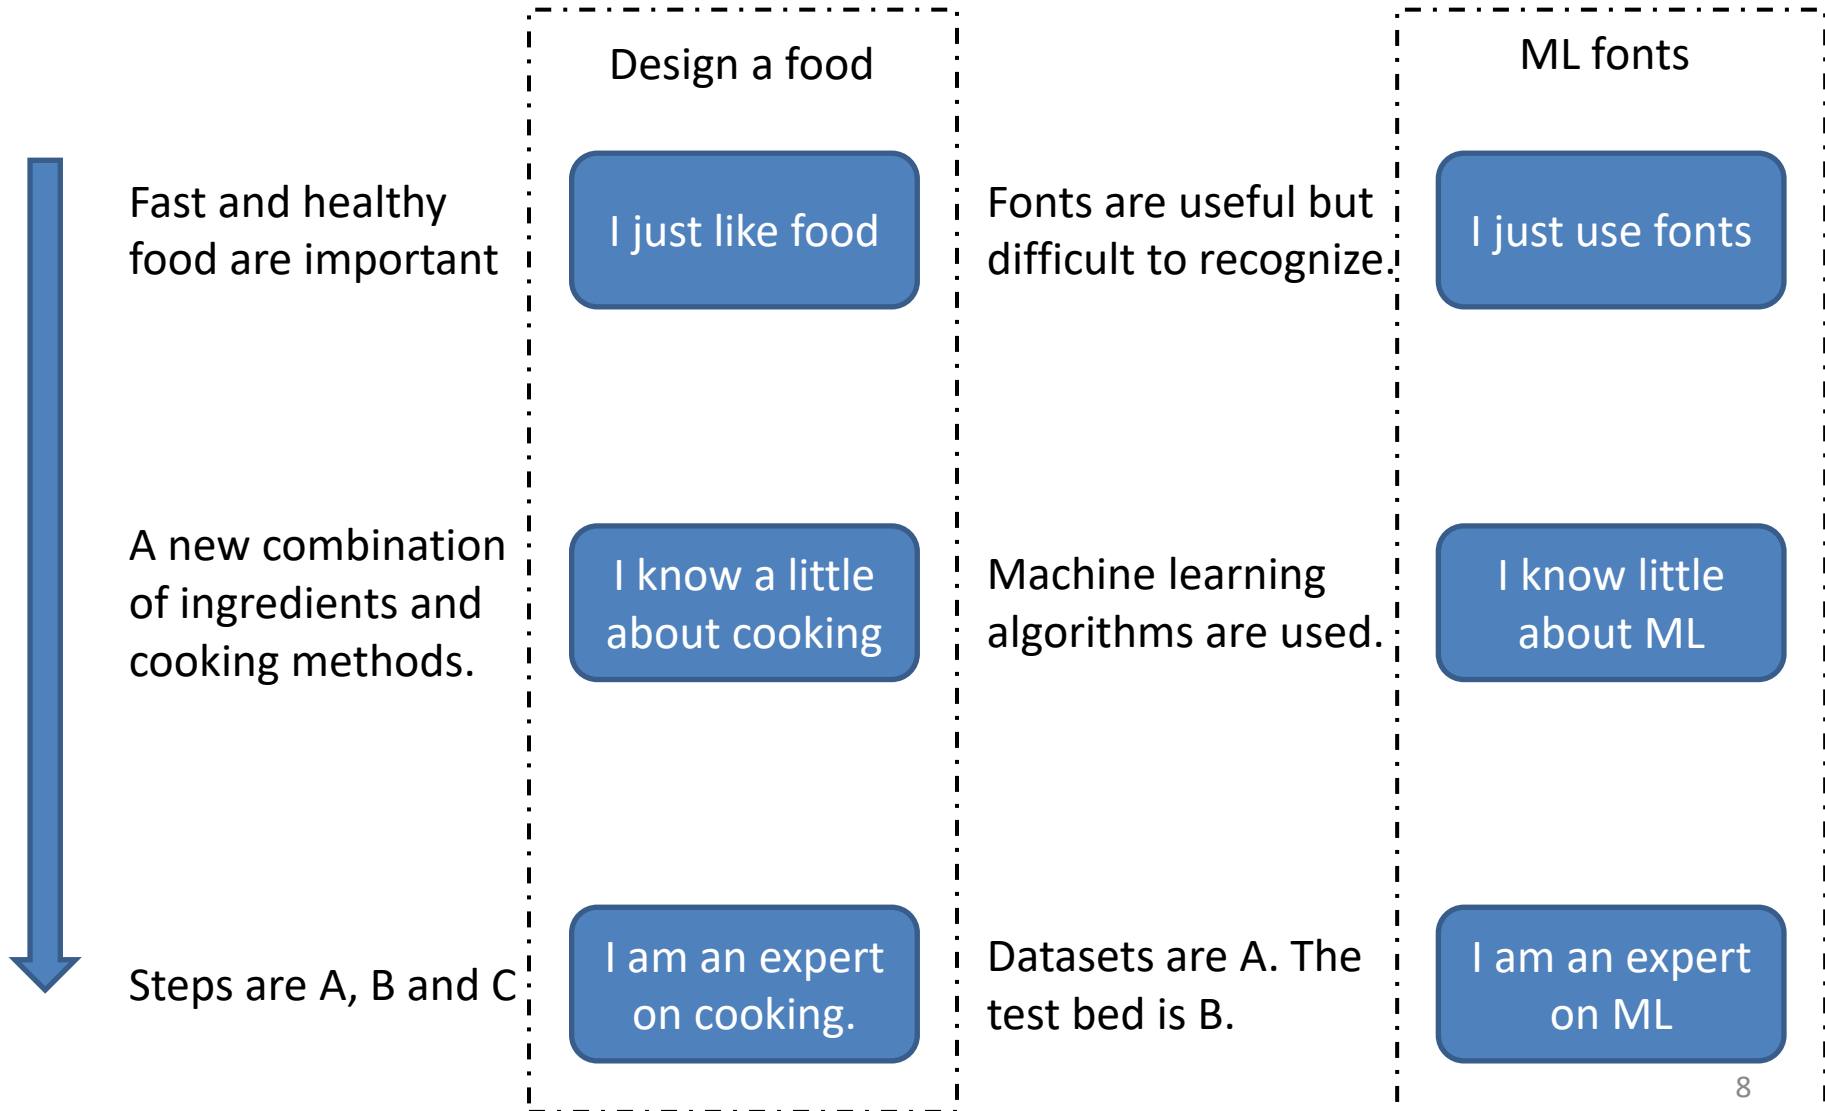 Design a food
ML fonts
Fast and healthy
food are important
I just like food
Fonts are useful but
difficult to recognize.
I just use fonts
A new combination
of ingredients and
cooking methods.
I know a little
about cooking
Machine learning
algorithms are used.
I know little
about ML
Steps are A, B and C
I am an expert
on cooking.
Datasets are A. The
test bed is B.
I am an expert
on ML
8